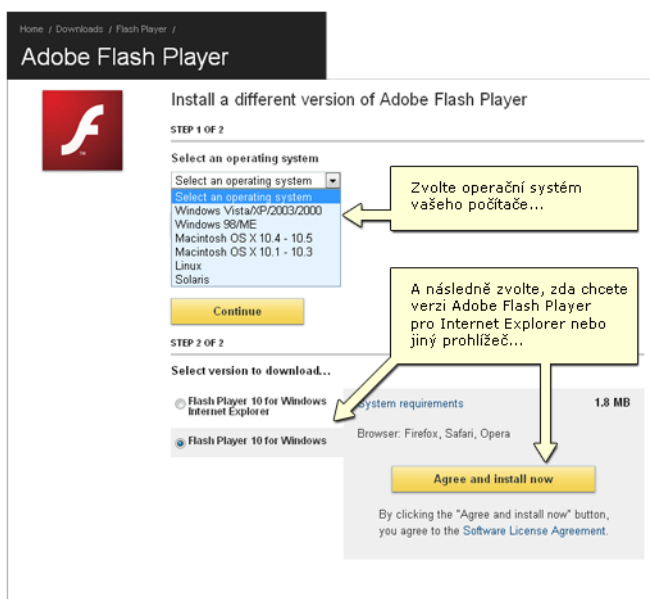 Home / Downloads / Flash Player /
Adobe Flash Player
Install a different version of Adobe Flash Player
STEP 1 OF 2
Select an operating system
Select an operating system
Select an operating system
Windows Vista/XP/2003/2000
Windows 98/ME
Macintosh OS X 10.4 - 10.5
Macintosh OS X 10.1 - 10.3
Linux
Solaris
Zvolte operační systém
vašeho počítače...
Continue
A následně zvolte, zda chcete
verzi Adobe Flash Player
pro Internet Explorer nebo
jiný prohlížeč...
STEP 2 OF 2
Select version to download...
Flash Player 10 for Windows
Internet Explorer
Flash Player 10 for Windows
System requirements
1.8 MB
Browser: Firefox, Safari, Opera
Agree and install now
By clicking the "Agree and install now" button,
you agree to the Software License Agreement.